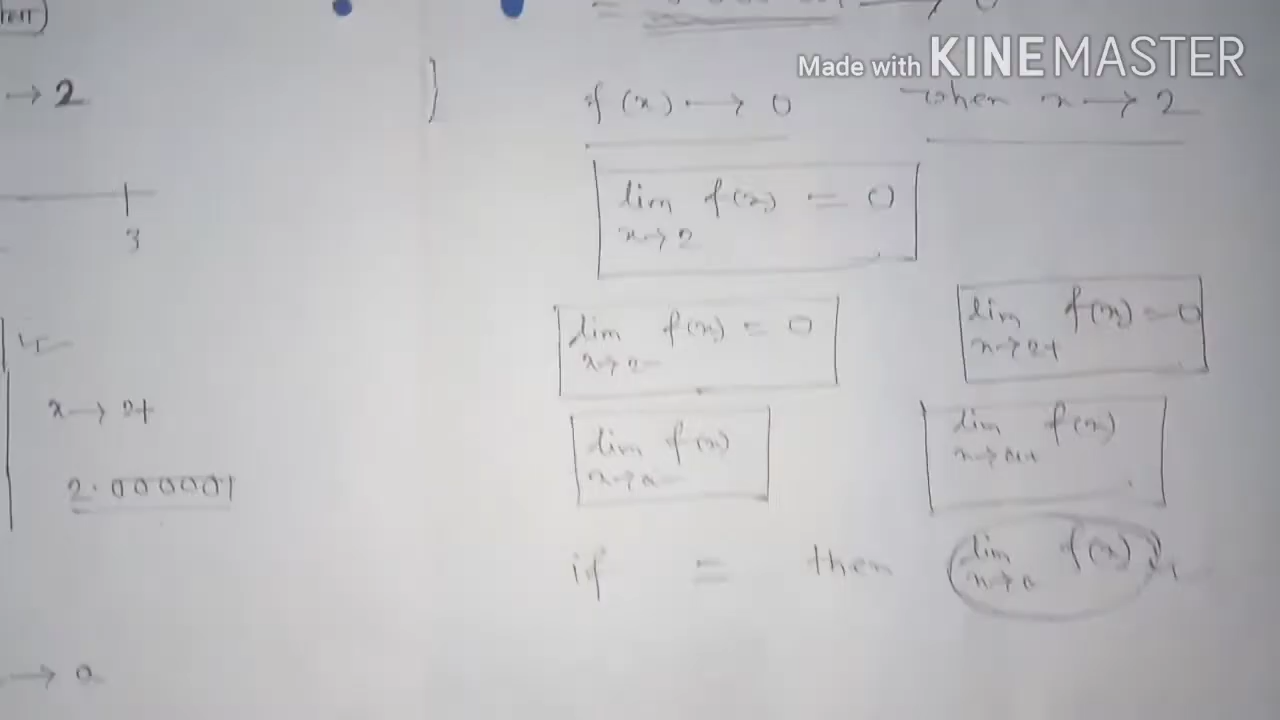 Made with KINEMASTER
→ 2
f(x) → 0 when x → 2
lim f(x) = 0
x→2
3
lim f(x) = 0
x→2-
lim f(x) = 0
x→2+
x → 2+
lim f(x)
x→a-
lim f(x)
x→a+
2.000001
if = then lim f(x)
x→a
→ a